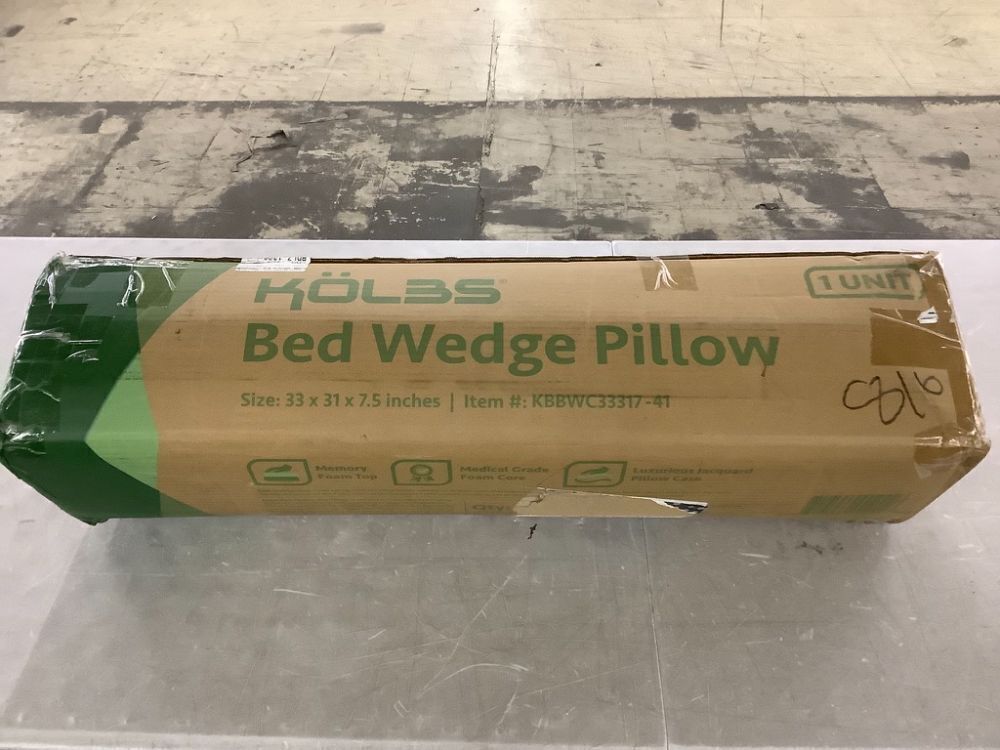 KÖLBS
1 UNIT
Bed Wedge Pillow
Size: 33 x 31 x 7.5 inches | Item #: KBBWC33317-41
C816
Memory
Foam Top
Medical Grade
Foam Core
Luxurious Jacquard
Pillow Case
Qty